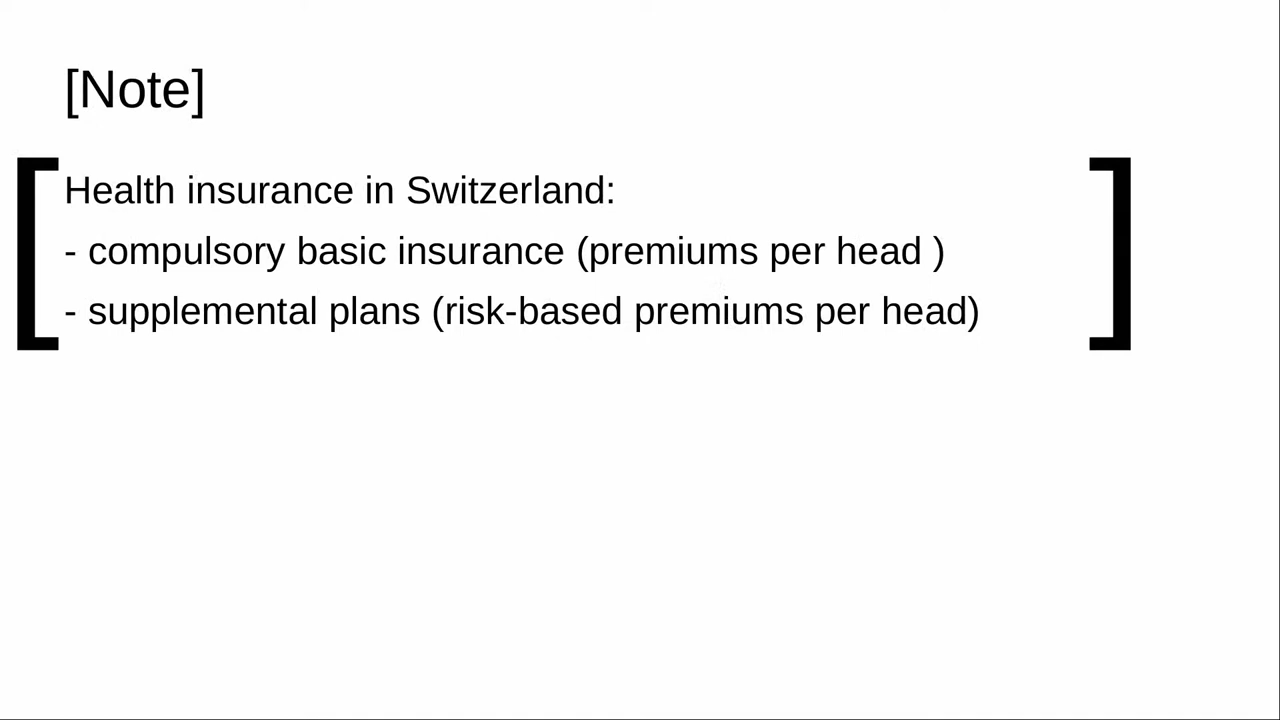 [Note]
Health insurance in Switzerland:
- compulsory basic insurance (premiums per head )
- supplemental plans (risk-based premiums per head)